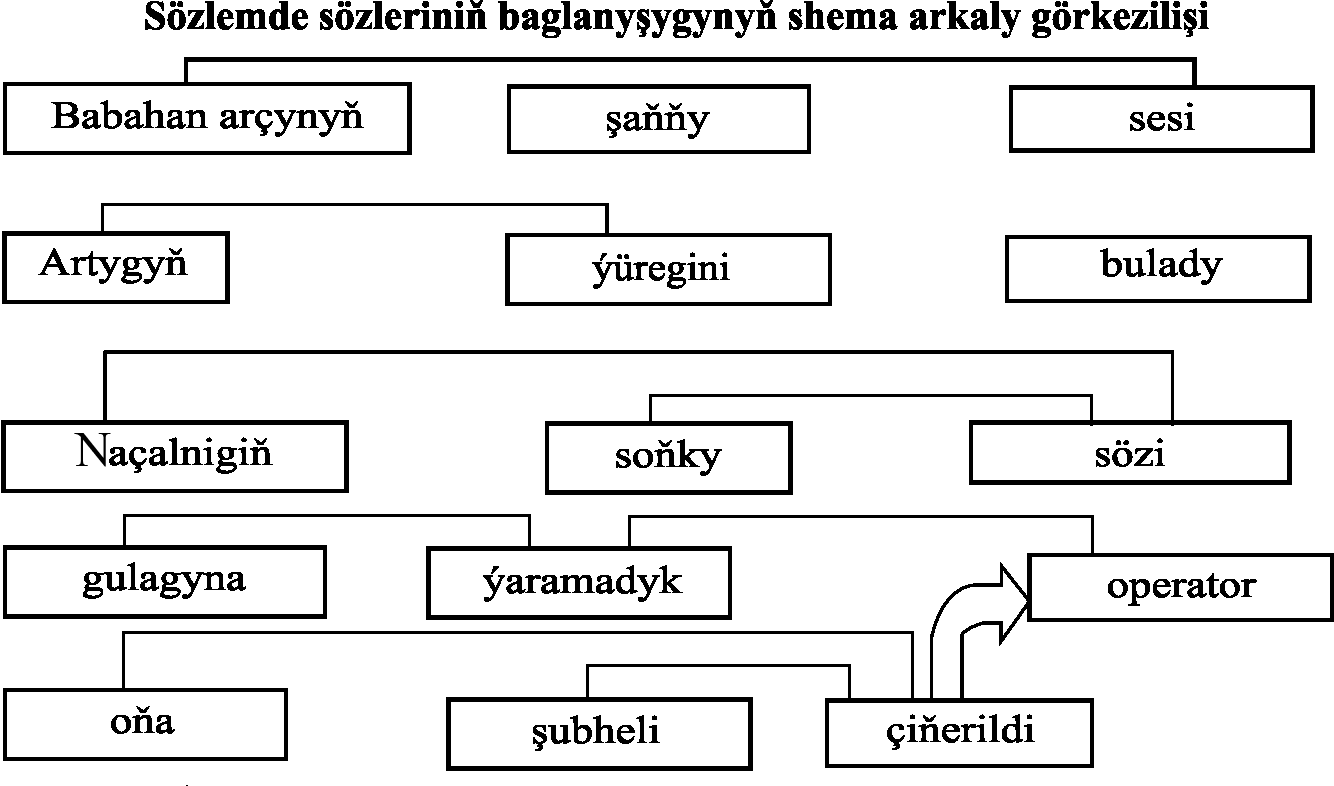 Sözlemde sözleriniň baglanyşygynyň shema arkaly görkezilişi
Babahan arçynyň şaňňy sesi
Artygyň ýüregini bulady
Naçalnigiň soňky sözi
gulagyna ýaramadyk operator
oňa şubheli çiňerildi